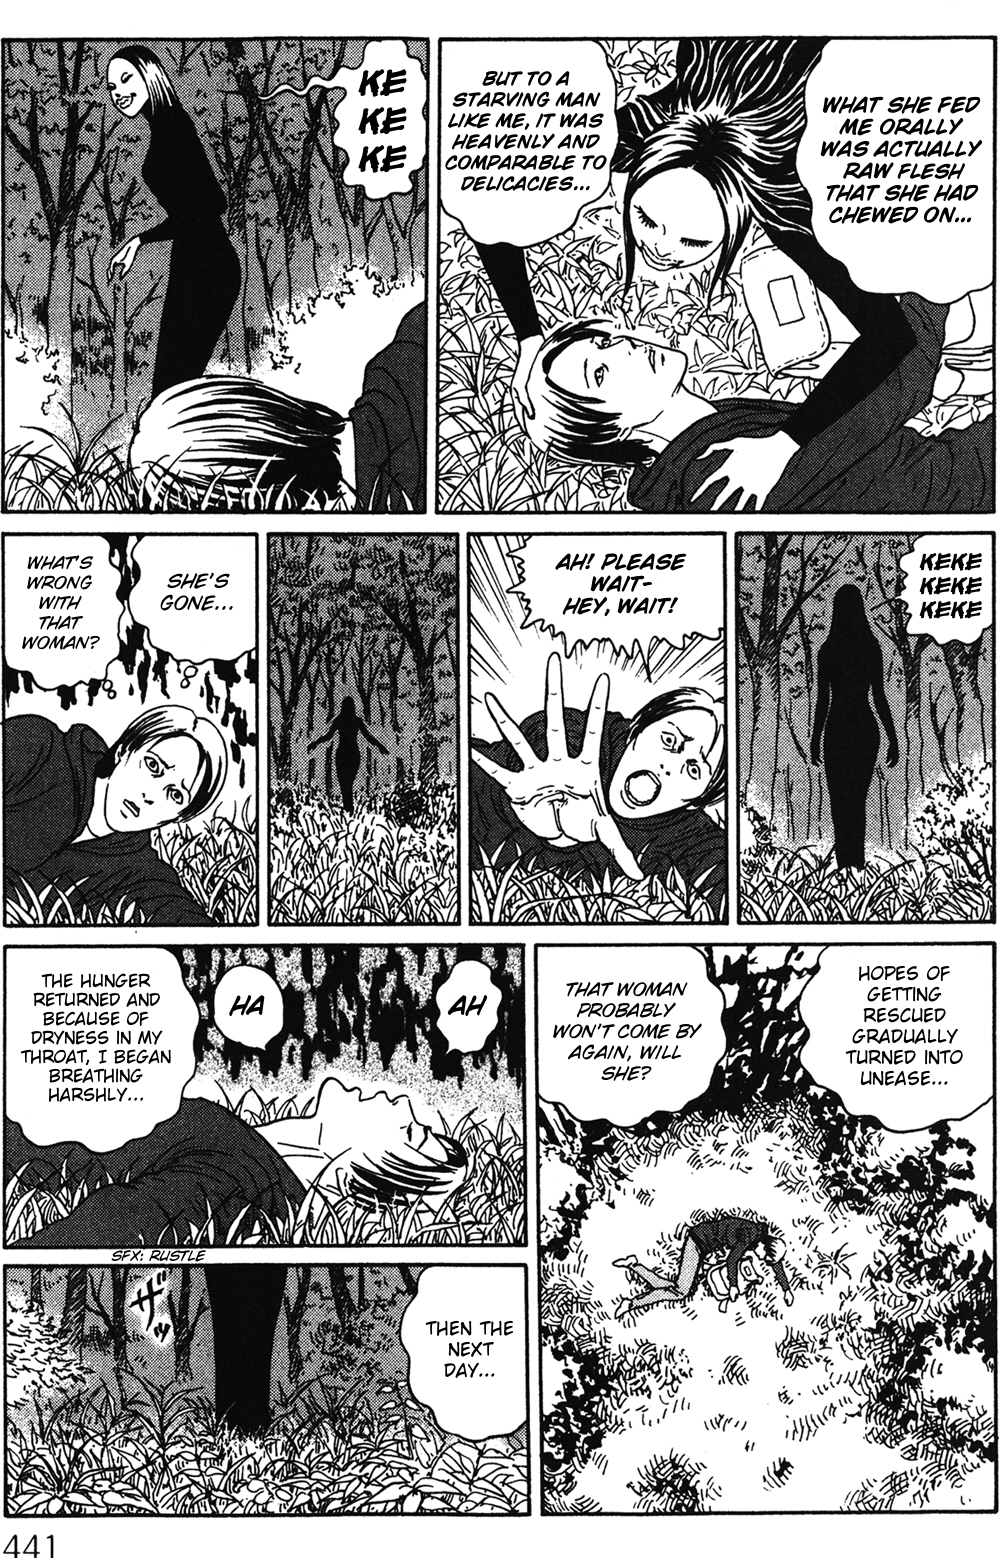 WHAT SHE FED
ME ORALLY
WAS ACTUALLY
RAW FLESH
THAT SHE HAD
CHEWED ON...
BUT TO A
STARVING MAN
LIKE ME, IT WAS
HEAVENLY AND
COMPARABLE TO
DELICACIES...
KE
KE
KE
KEKE
KEKE
KEKE
AH! PLEASE
WAIT-
HEY, WAIT!
SHE'S
GONE...
WHAT'S
WRONG
WITH
THAT
WOMAN?
HOPES OF
GETTING
RESCUED
GRADUALLY
TURNED INTO
UNEASE...
THAT WOMAN
PROBABLY
WON'T COME BY
AGAIN, WILL
SHE?
AH
HA
THE HUNGER
RETURNED AND
BECAUSE OF
DRYNESS IN MY
THROAT, I BEGAN
BREATHING
HARSHLY...
SFX: RUSTLE
THEN THE
NEXT
DAY...
ザッ
441